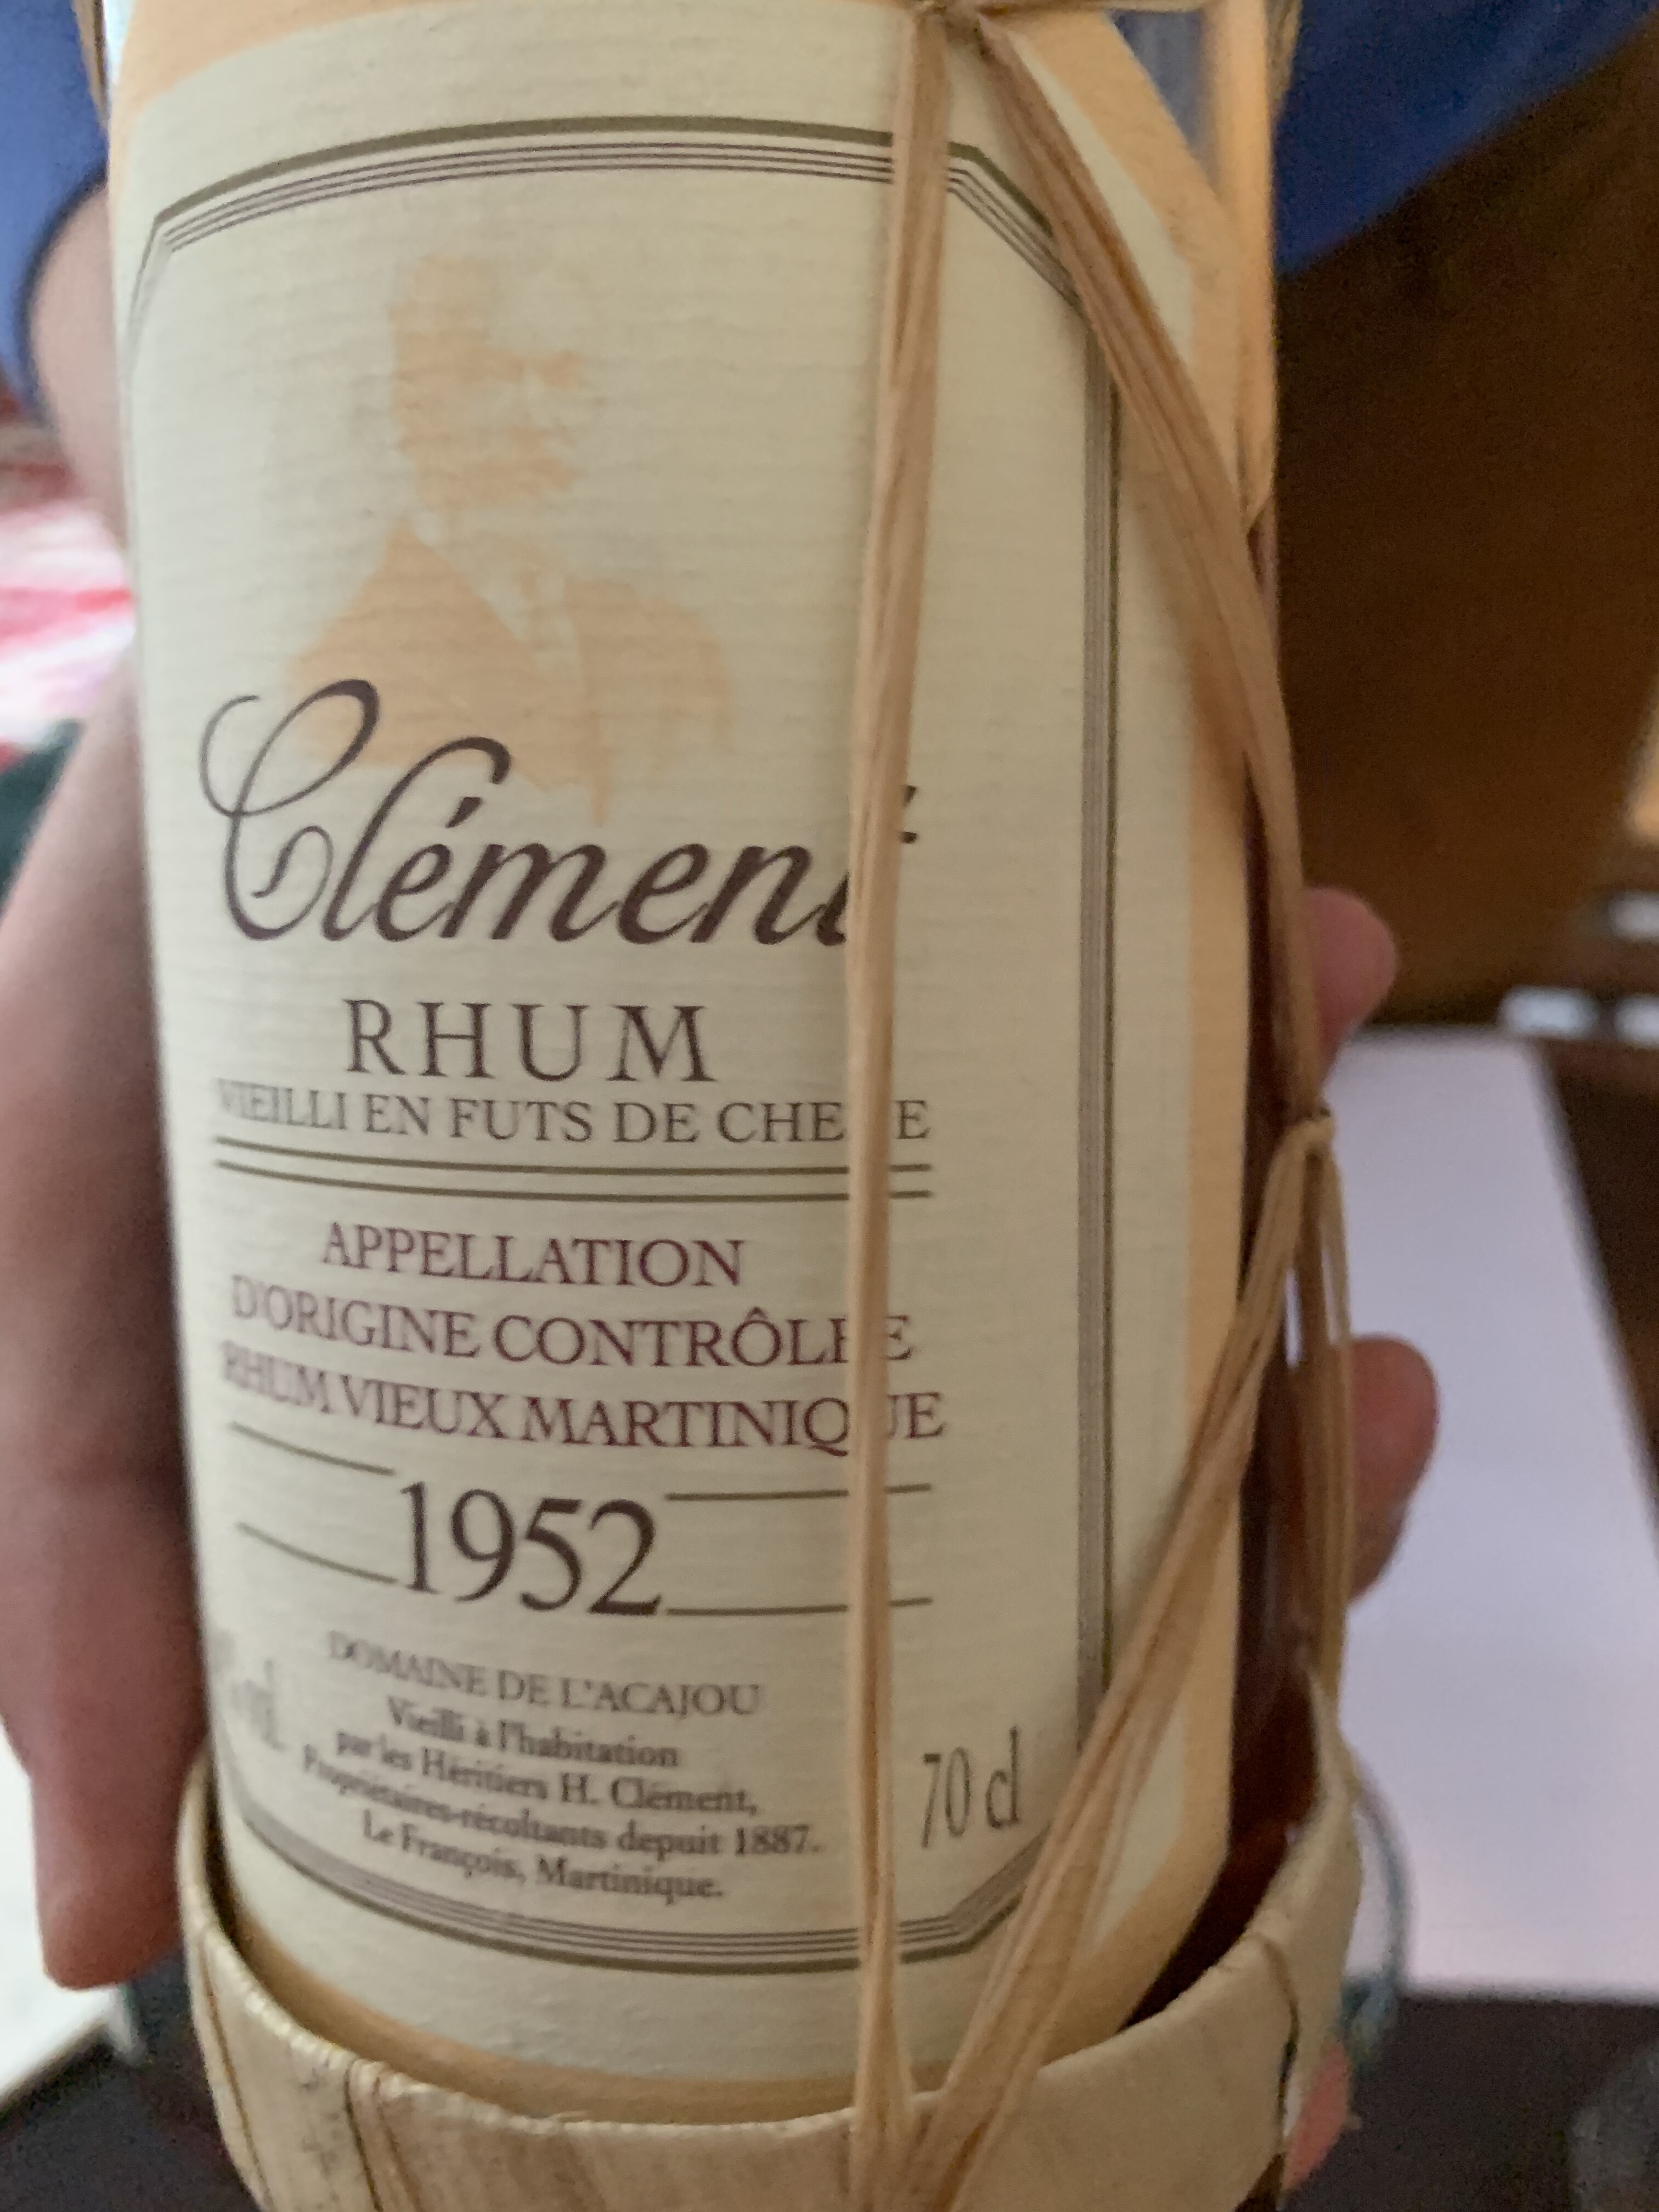 Clément
RHUM
VIEILLI EN FUTS DE CHENE
APPELLATION
D'ORIGINE CONTRÔLÉE
RHUM VIEUX MARTINIQUE
1952
DOMAINE DE L'ACAJOU
Vieilli à l'habitation
par les Héritiers H. Clément,
Propriétaires-récoltants depuis 1887.
Le François, Martinique.
70 cl